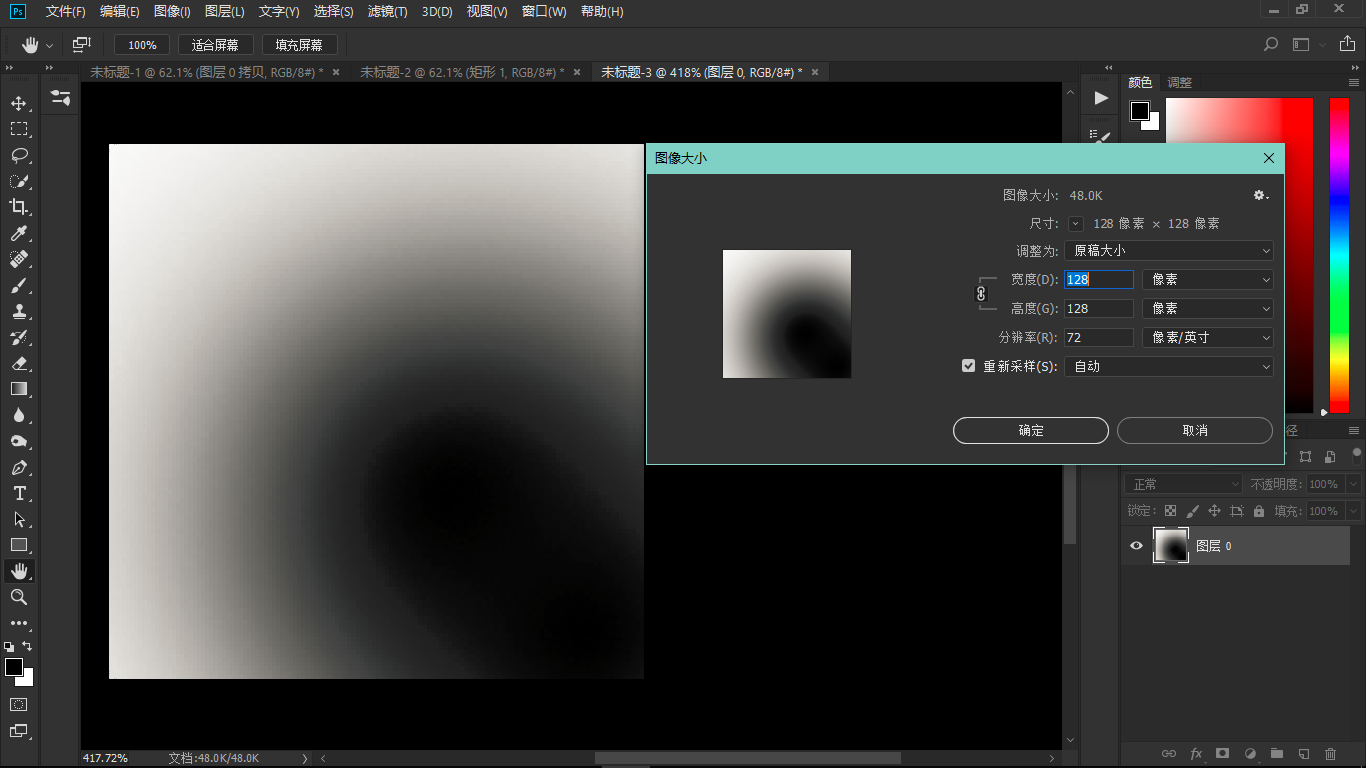 Ps 文件(F) 编辑(E) 图像(I) 图层(L) 文字(Y) 选择(S) 滤镜(T) 3D(D) 视图(V) 窗口(W) 帮助(H)
100% 适合屏幕 填充屏幕
未标题-1 @ 62.1% (图层 0 拷贝, RGB/8#) * 未标题-2 @ 62.1% (矩形 1, RGB/8#) * 未标题-3 @ 418% (图层 0, RGB/8#) *
颜色 调整
图像大小
图像大小: 48.0K
尺寸: 128 像素 × 128 像素
调整为: 原稿大小
宽度(D): 128 像素
高度(G): 128 像素
分辨率(R): 72 像素/英寸
重新采样(S): 自动
确定 取消
径
正常 不透明度: 100%
锁定: 填充: 100%
图层 0
T
fx
417.72% 文档:48.0K/48.0K